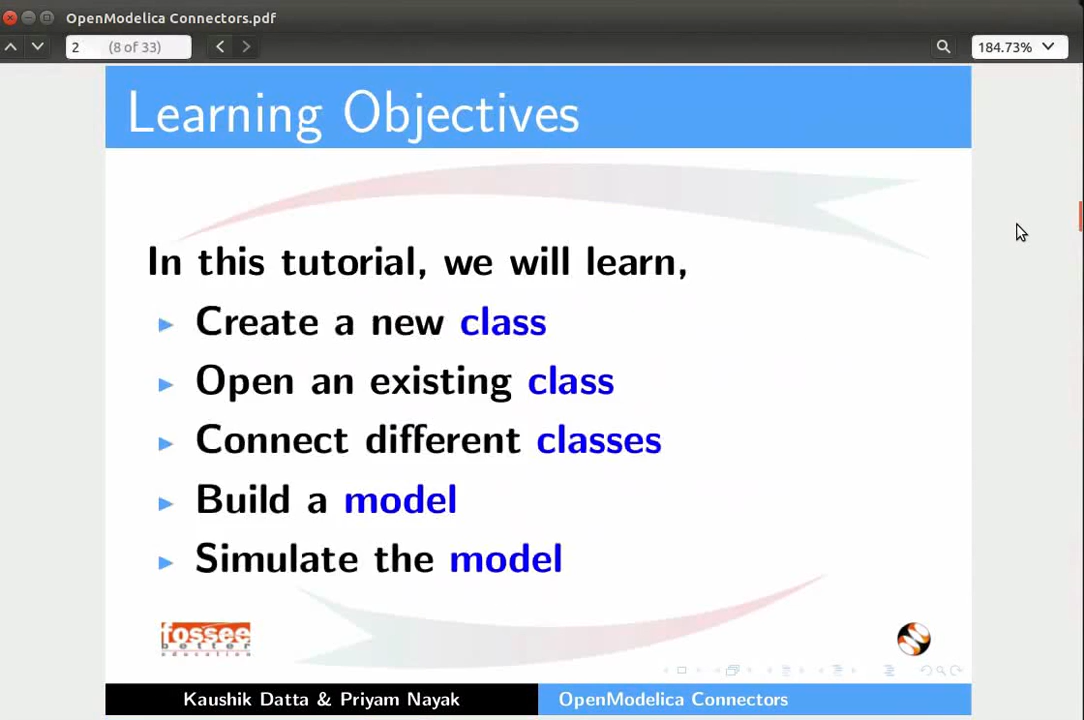 OpenModelica Connectors.pdf
2 (8 of 33)
184.73%
Learning Objectives
In this tutorial, we will learn,
Create a new class
Open an existing class
Connect different classes
Build a model
Simulate the model
fossee
better
education
Kaushik Datta & Priyam Nayak
OpenModelica Connectors